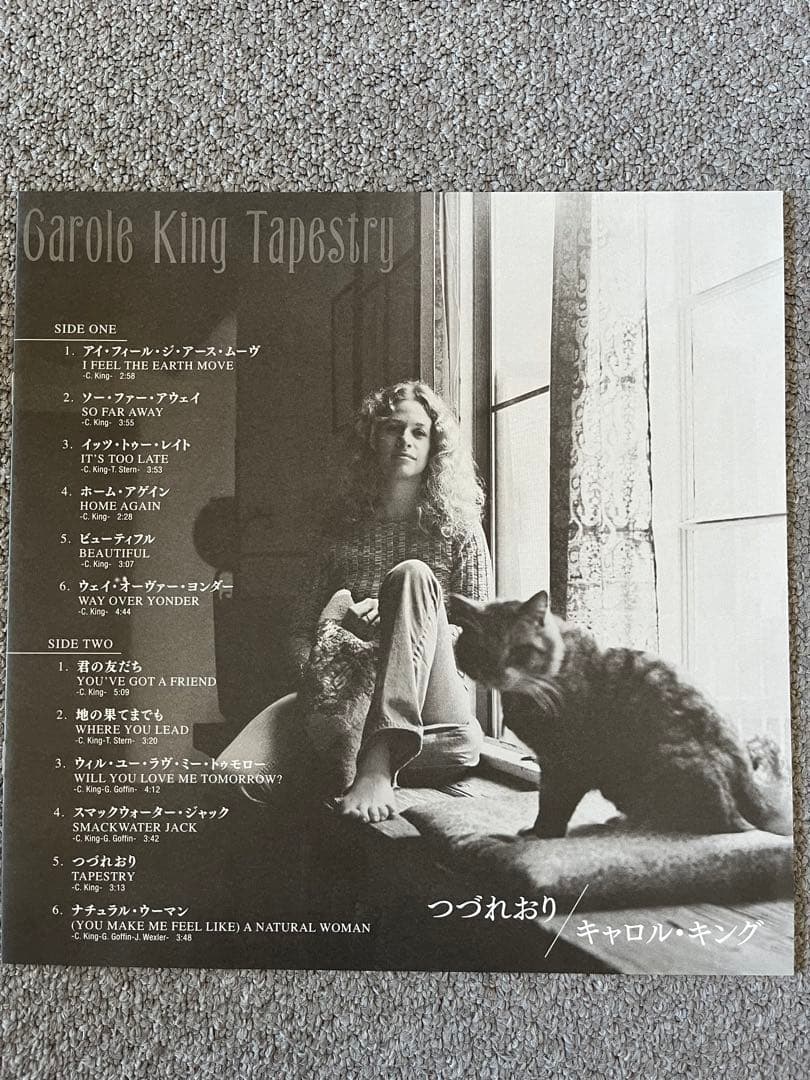 Carole King Tapestry
SIDE ONE
1. アイ・フィール・ジ・アース・ムーヴ
I FEEL THE EARTH MOVE
-C. King- 2:58
2. ソー・ファー・アウェイ
SO FAR AWAY
-C. King- 3:55
3. イッツ・トゥー・レイト
IT'S TOO LATE
-C. King-T. Stern- 3:53
4. ホーム・アゲイン
HOME AGAIN
-C. King- 2:28
5. ビューティフル
BEAUTIFUL
-C. King- 3:07
6. ウェイ・オーヴァー・ヨンダー
WAY OVER YONDER
-C. King- 4:44
SIDE TWO
1. 君の友だち
YOU'VE GOT A FRIEND
-C. King- 5:09
2. 地の果てまでも
WHERE YOU LEAD
-C. King-T. Stern- 3:20
3. ウィル・ユー・ラヴ・ミー・トゥモロー
WILL YOU LOVE ME TOMORROW?
-C. King-G. Goffin- 4:12
4. スマックウォーター・ジャック
SMACKWATER JACK
-C. King-G. Goffin- 3:42
5. つづれおり
TAPESTRY
-C. King- 3:13
6. ナチュラル・ウーマン
(YOU MAKE ME FEEL LIKE) A NATURAL WOMAN
-C. King-G. Goffin-J. Wexler- 3:48
つづれおり/
キャロル・キング